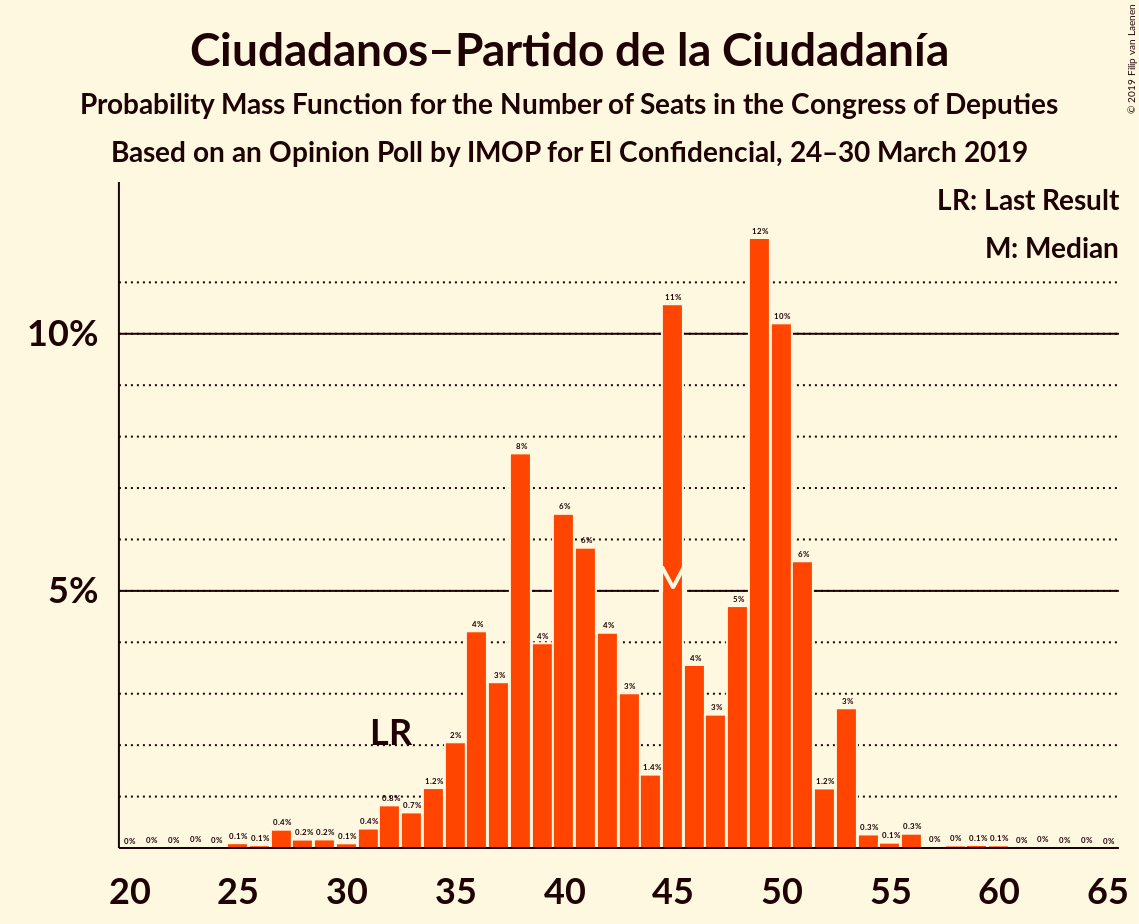 Ciudadanos–Partido de la Ciudadanía
Probability Mass Function for the Number of Seats in the Congress of Deputies
Based on an Opinion Poll by IMOP for El Confidencial, 24–30 March 2019
© 2019 Filip van Laenen
LR: Last Result
M: Median
10%
5%
LR
M
0% 0% 0% 0% 0% 0.1% 0.1% 0.4% 0.2% 0.2% 0.1% 0.4% 0.8% 0.7% 1.2% 2% 4% 3% 8% 4% 6% 6% 4% 3% 1.4% 11% 4% 3% 5% 12% 10% 6% 1.2% 3% 0.3% 0.1% 0.3% 0% 0% 0.1% 0.1% 0% 0% 0% 0% 0%
20 25 30 35 40 45 50 55 60 65